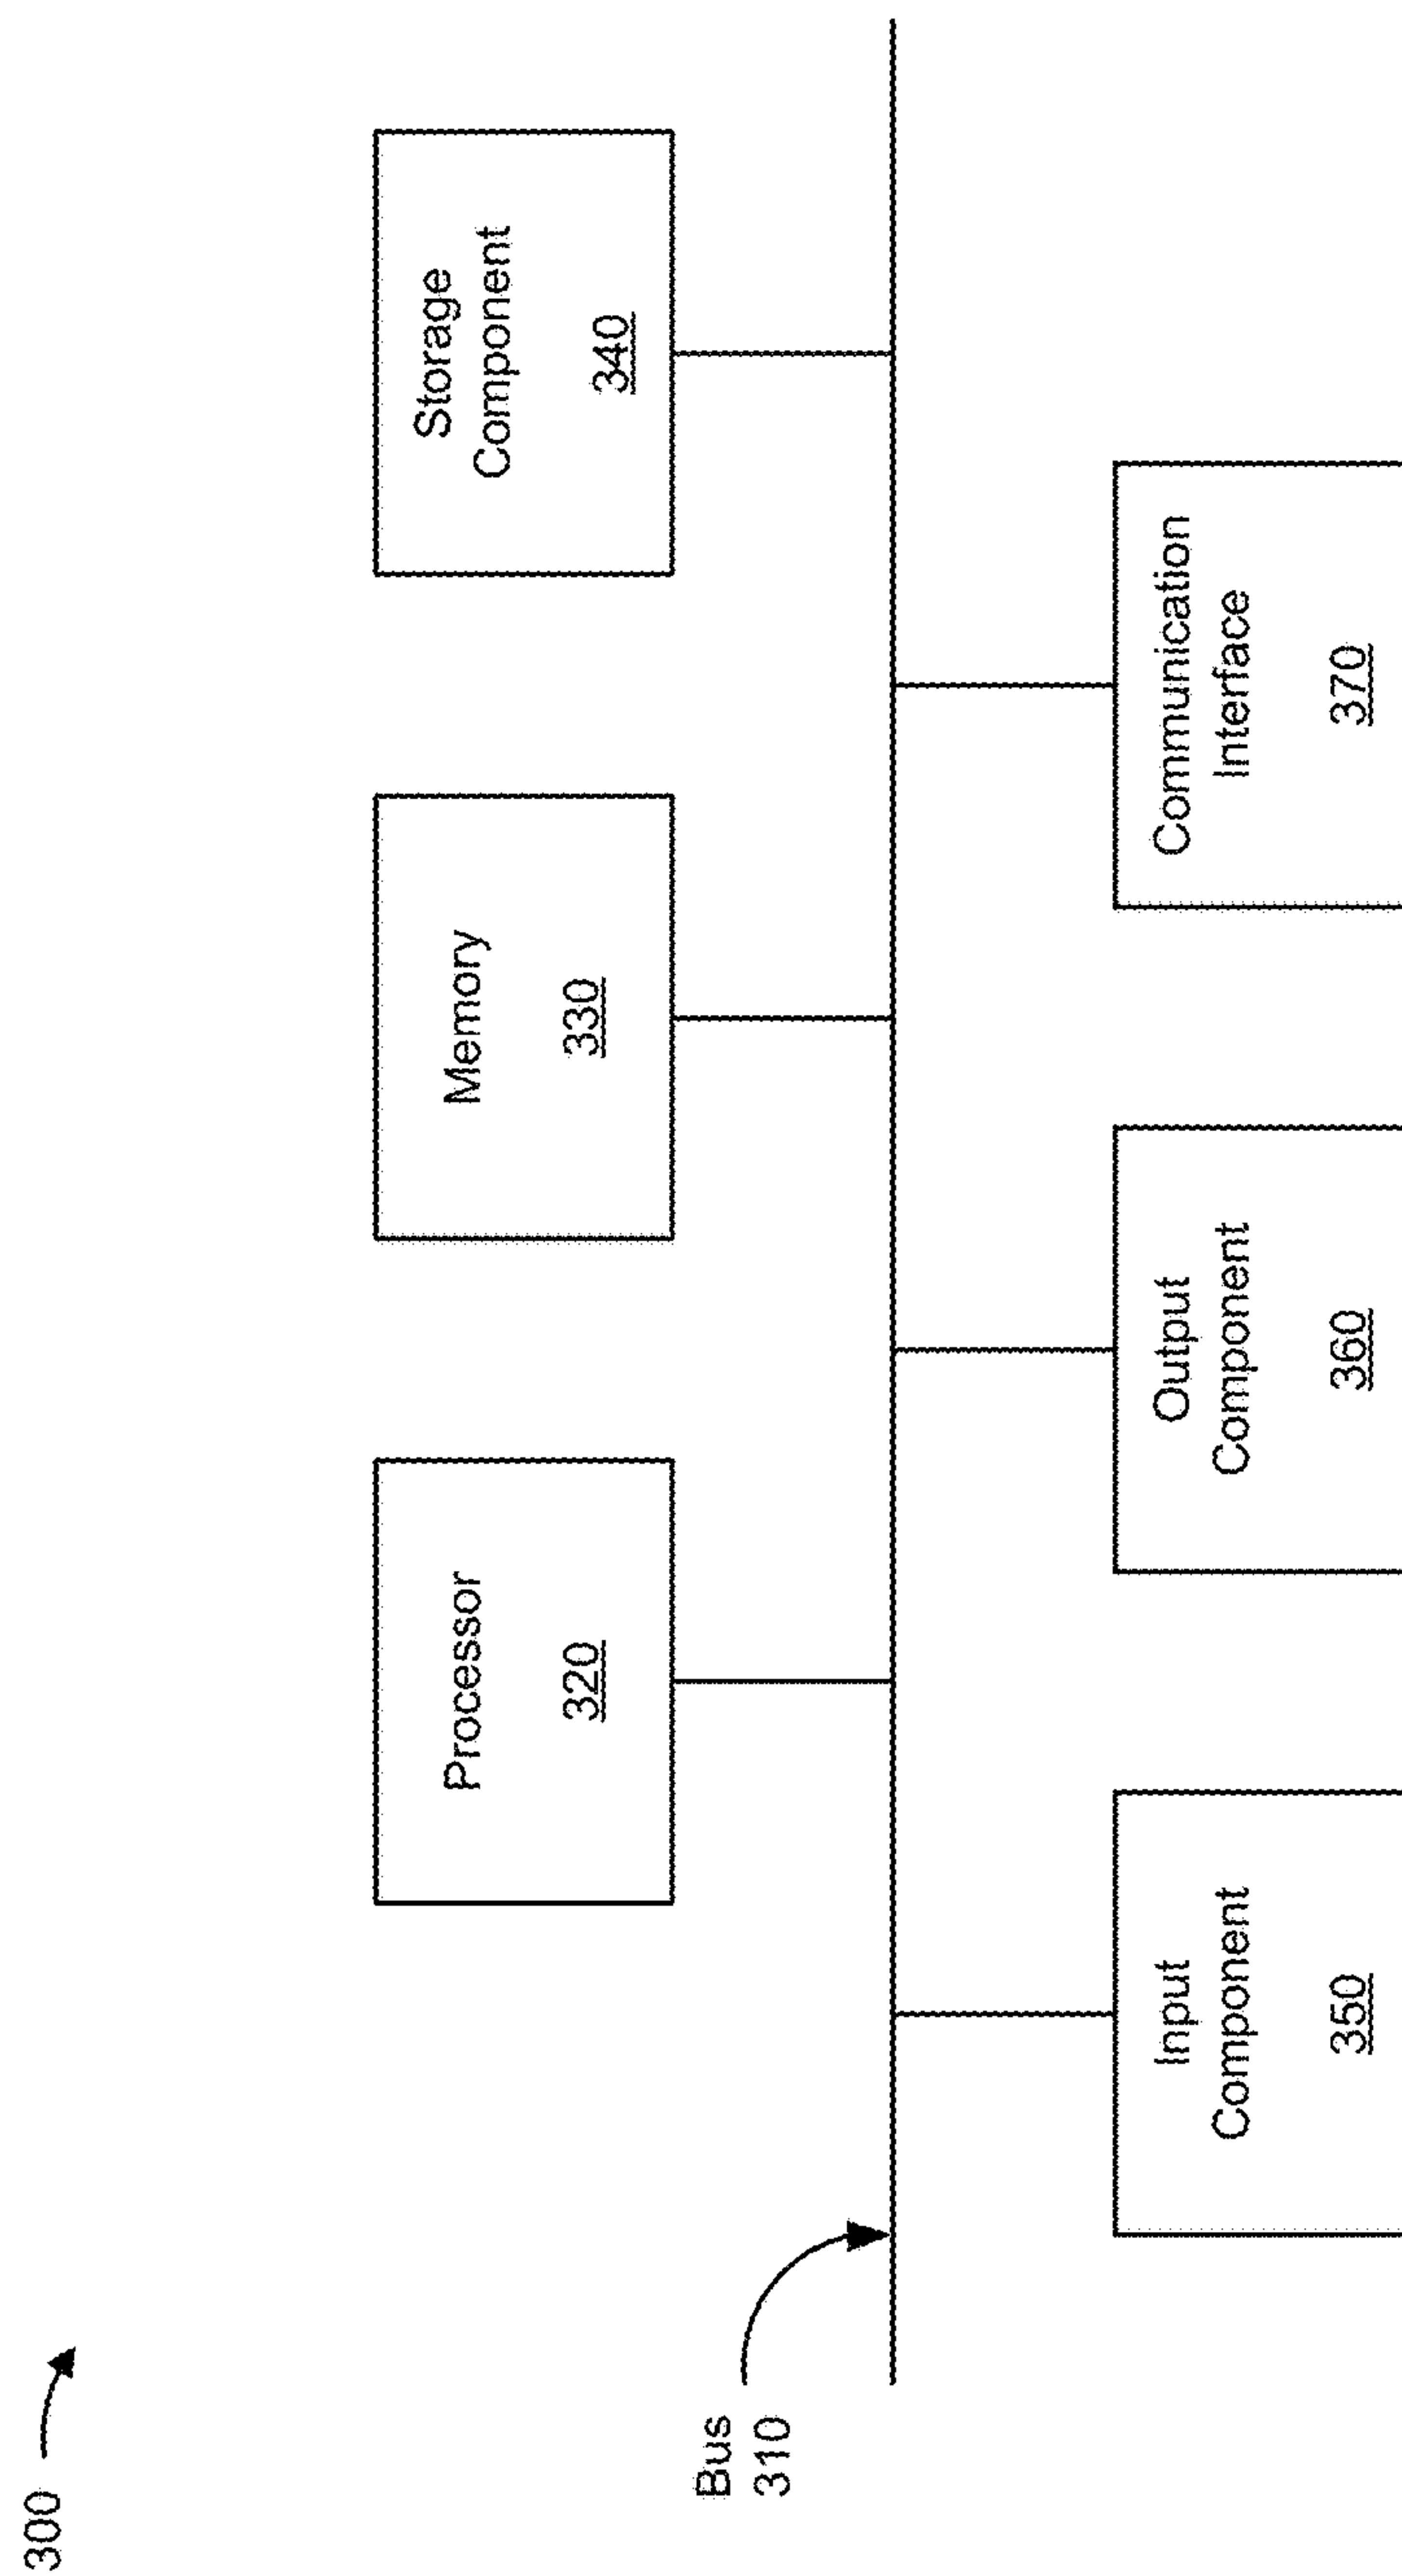 300
Processor
320
Memory
330
Storage
Component
340
Bus
310
Input
Component
350
Output
Component
360
Communication
Interface
370